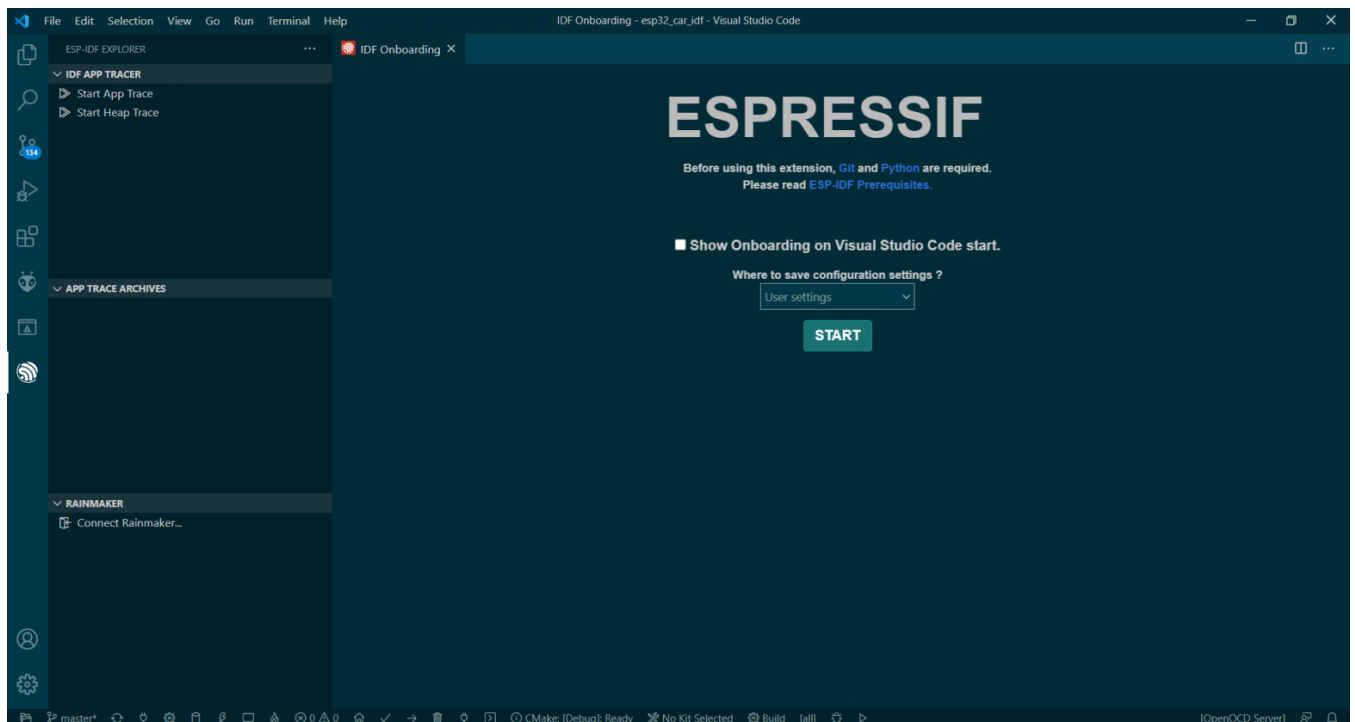 File Edit Selection View Go Run Terminal Help
IDF Onboarding - esp32_car_idf - Visual Studio Code
ESP-IDF EXPLORER
IDF Onboarding
IDF APP TRACER
Start App Trace
Start Heap Trace
134
APP TRACE ARCHIVES
RAINMAKER
Connect Rainmaker...
ESPRESSIF
Before using this extension, Git and Python are required.
Please read ESP-IDF Prerequisites.
Show Onboarding on Visual Studio Code start.
Where to save configuration settings ?
User settings
START
master* 0 0 CMake: [Debug]: Ready No Kit Selected Build [all] [OpenOCD Server]